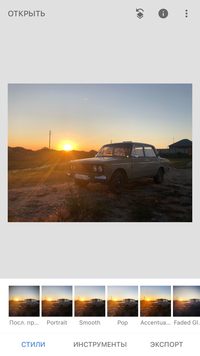 ОТКРЫТЬ
Посл. пр... Portrait Smooth Pop Accentua... Faded Gl
СТИЛИ ИНСТРУМЕНТЫ ЭКСПОРТ